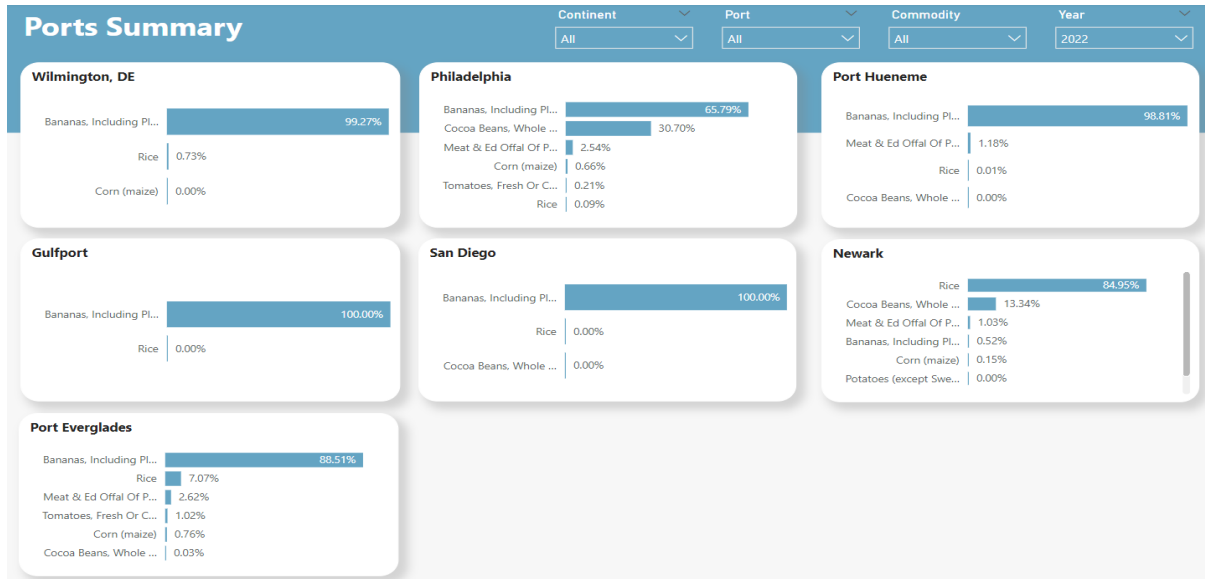 Ports Summary
Continent
All
Port
All
Commodity
All
Year
2022
Wilmington, DE
Bananas, Including Pl... 99.27%
Rice 0.73%
Corn (maize) 0.00%
Philadelphia
Bananas, Including Pl... 65.79%
Cocoa Beans, Whole ... 30.70%
Meat & Ed Offal Of P... 2.54%
Corn (maize) 0.66%
Tomatoes, Fresh Or C... 0.21%
Rice 0.09%
Port Hueneme
Bananas, Including Pl... 98.81%
Meat & Ed Offal Of P... 1.18%
Rice 0.01%
Cocoa Beans, Whole ... 0.00%
Gulfport
Bananas, Including Pl... 100.00%
Rice 0.00%
San Diego
Bananas, Including Pl... 100.00%
Rice 0.00%
Cocoa Beans, Whole ... 0.00%
Newark
Rice 84.95%
Cocoa Beans, Whole ... 13.34%
Meat & Ed Offal Of P... 1.03%
Bananas, Including Pl... 0.52%
Corn (maize) 0.15%
Potatoes (except Swe... 0.00%
Port Everglades
Bananas, Including Pl... 88.51%
Rice 7.07%
Meat & Ed Offal Of P... 2.62%
Tomatoes, Fresh Or C... 1.02%
Corn (maize) 0.76%
Cocoa Beans, Whole ... 0.03%